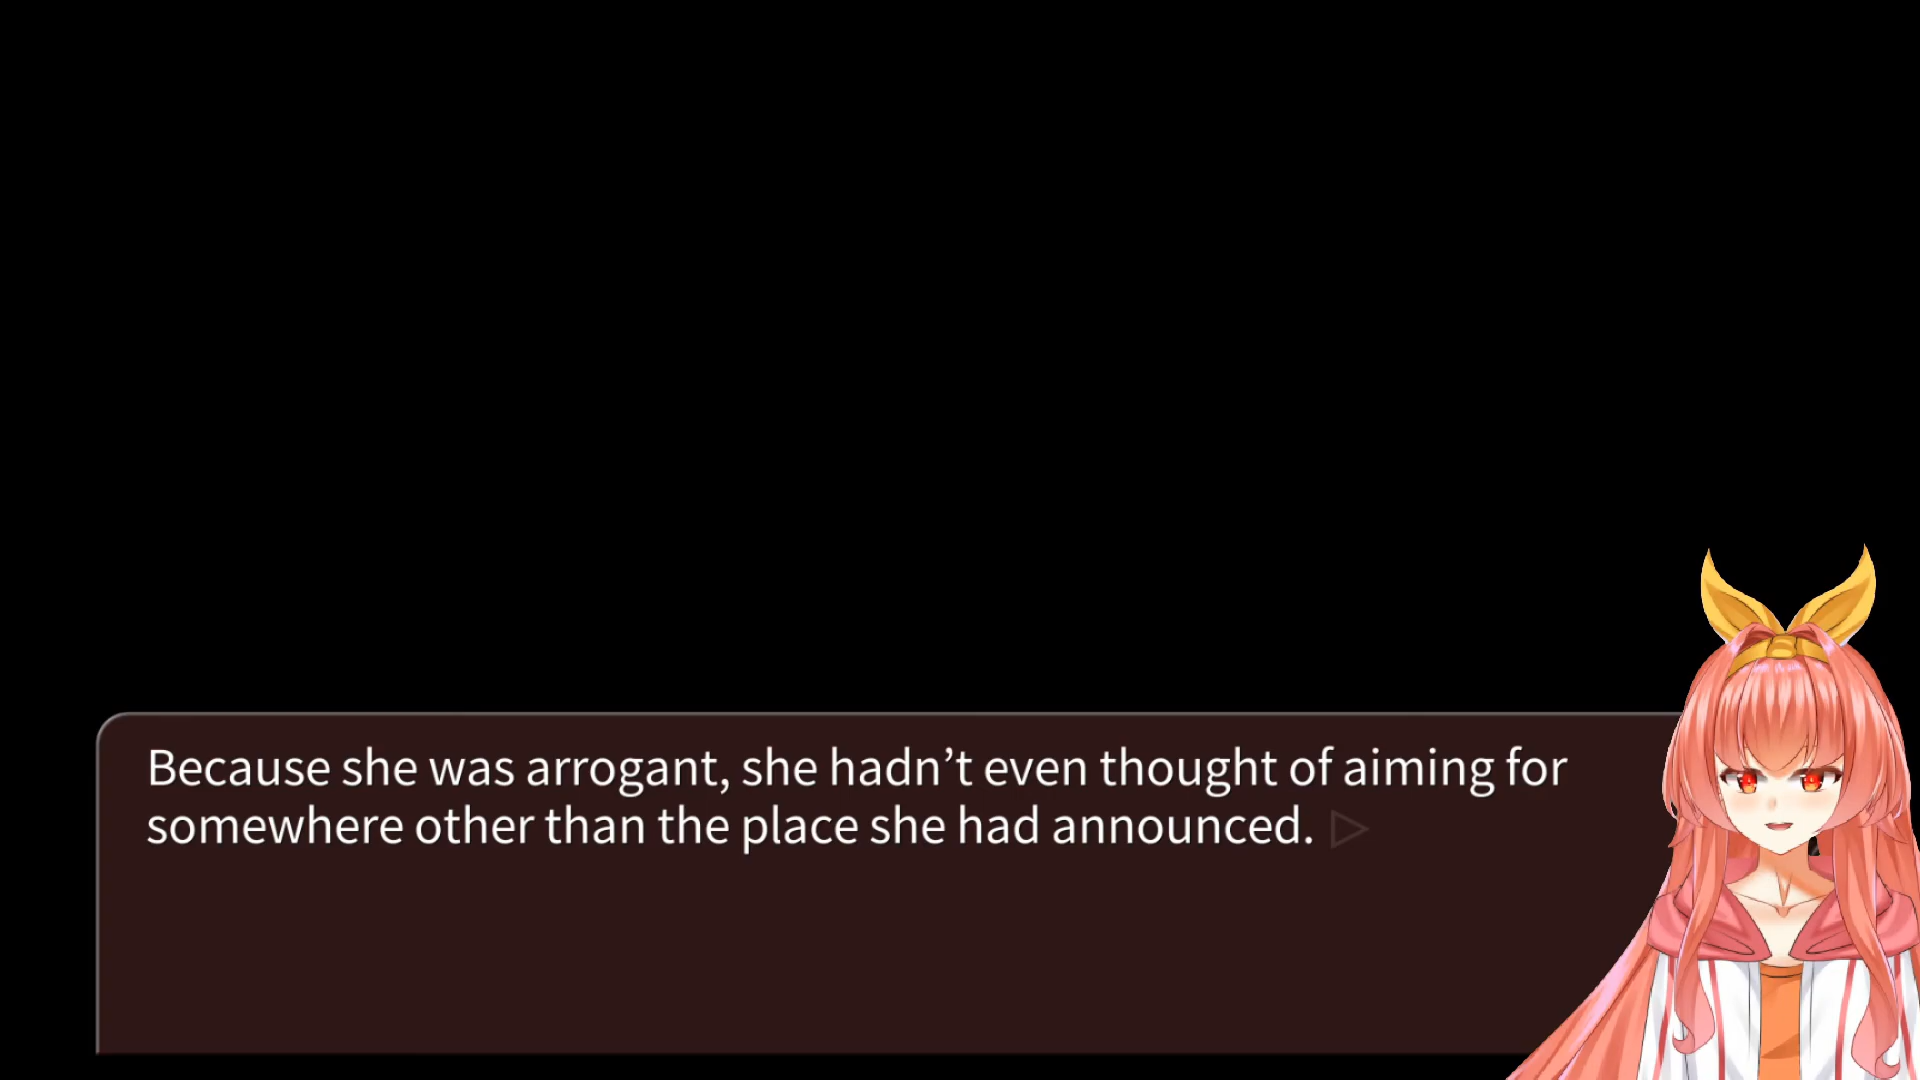 Because she was arrogant, she hadn’t even thought of aiming for
somewhere other than the place she had announced.